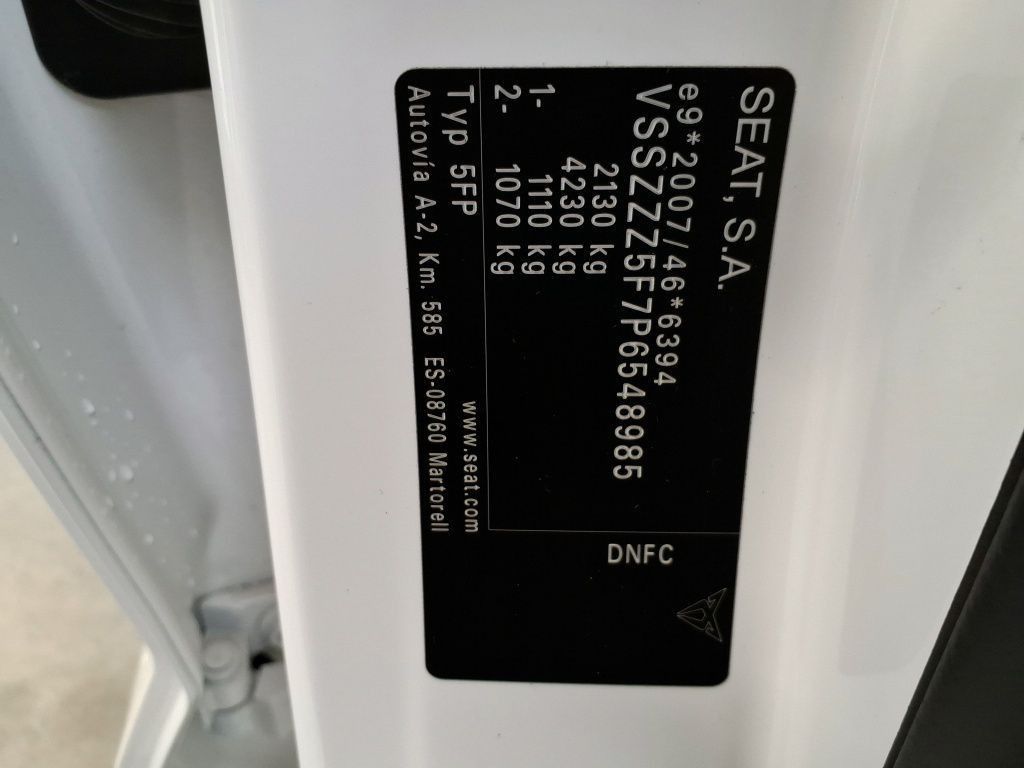 SEAT, S.A.
e9*2007/46*6394
VSSZZZ5F7P6548985
2130 kg
4230 kg
1- 1110 kg
2- 1070 kg
DNFC
Typ 5FP www.seat.com
Autovía A-2, Km. 585 ES-08760 Martorell